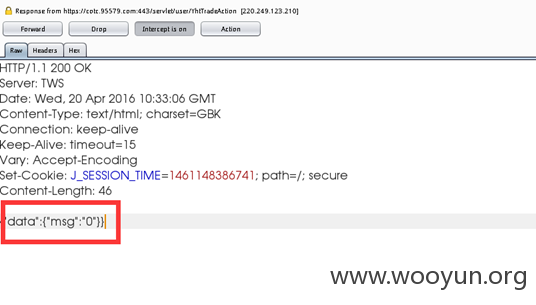 Response from https://cotc.95579.com:443/servlet/user/YhtTradeAction [220.249.123.210]
Forward Drop Intercept is on Action
Raw Headers Hex
HTTP/1.1 200 OK
Server: TWS
Date: Wed, 20 Apr 2016 10:33:06 GMT
Content-Type: text/html; charset=GBK
Connection: keep-alive
Keep-Alive: timeout=15
Vary: Accept-Encoding
Set-Cookie: J_SESSION_TIME=1461148386741; path=/; secure
Content-Length: 46
"data":{"msg":"0"}}
www.wooyun.org